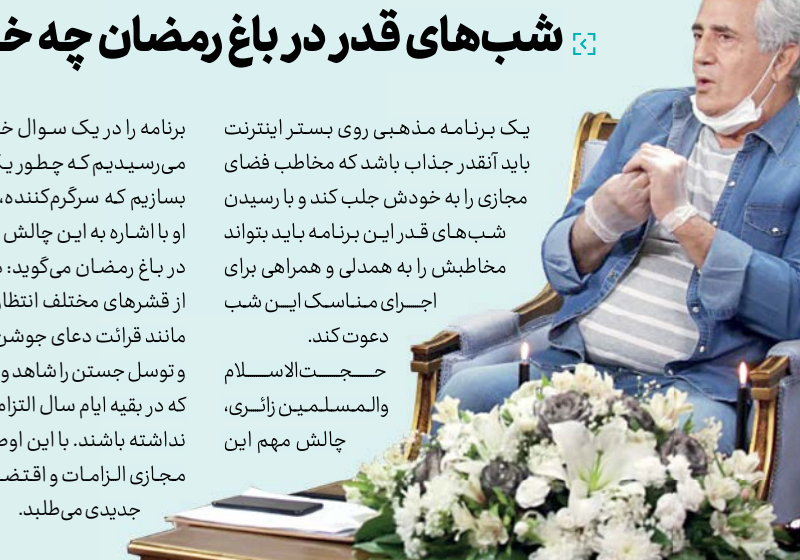 شب‌های قدر در باغ رمضان چه
یک برنامه مذهبی روی بستر اینترنت
باید آنقدر جذاب باشد که مخاطب فضای
مجازی را به خودش جلب کند و با رسیدن
شب‌های قدر این برنامه باید بتواند
مخاطبش را به همدلی و همراهی برای
اجرای مناسک این شب
دعوت کند.
حجت‌الاسلام
والمسلمین زائری،
چالش مهم این
برنامه را در یک سوال
می‌رسیدیم که چطور
بسازیم که سرگرم‌کننده،
او با اشاره به این چالش
در باغ رمضان می‌گوید:
از قشرهای مختلف
مانند قرائت دعای جوشن
و توسل جستن را شاهد و
که در بقیه ایام سال
نداشته باشند. با این
مجازی الزامات و
جدیدی می‌طلبد.